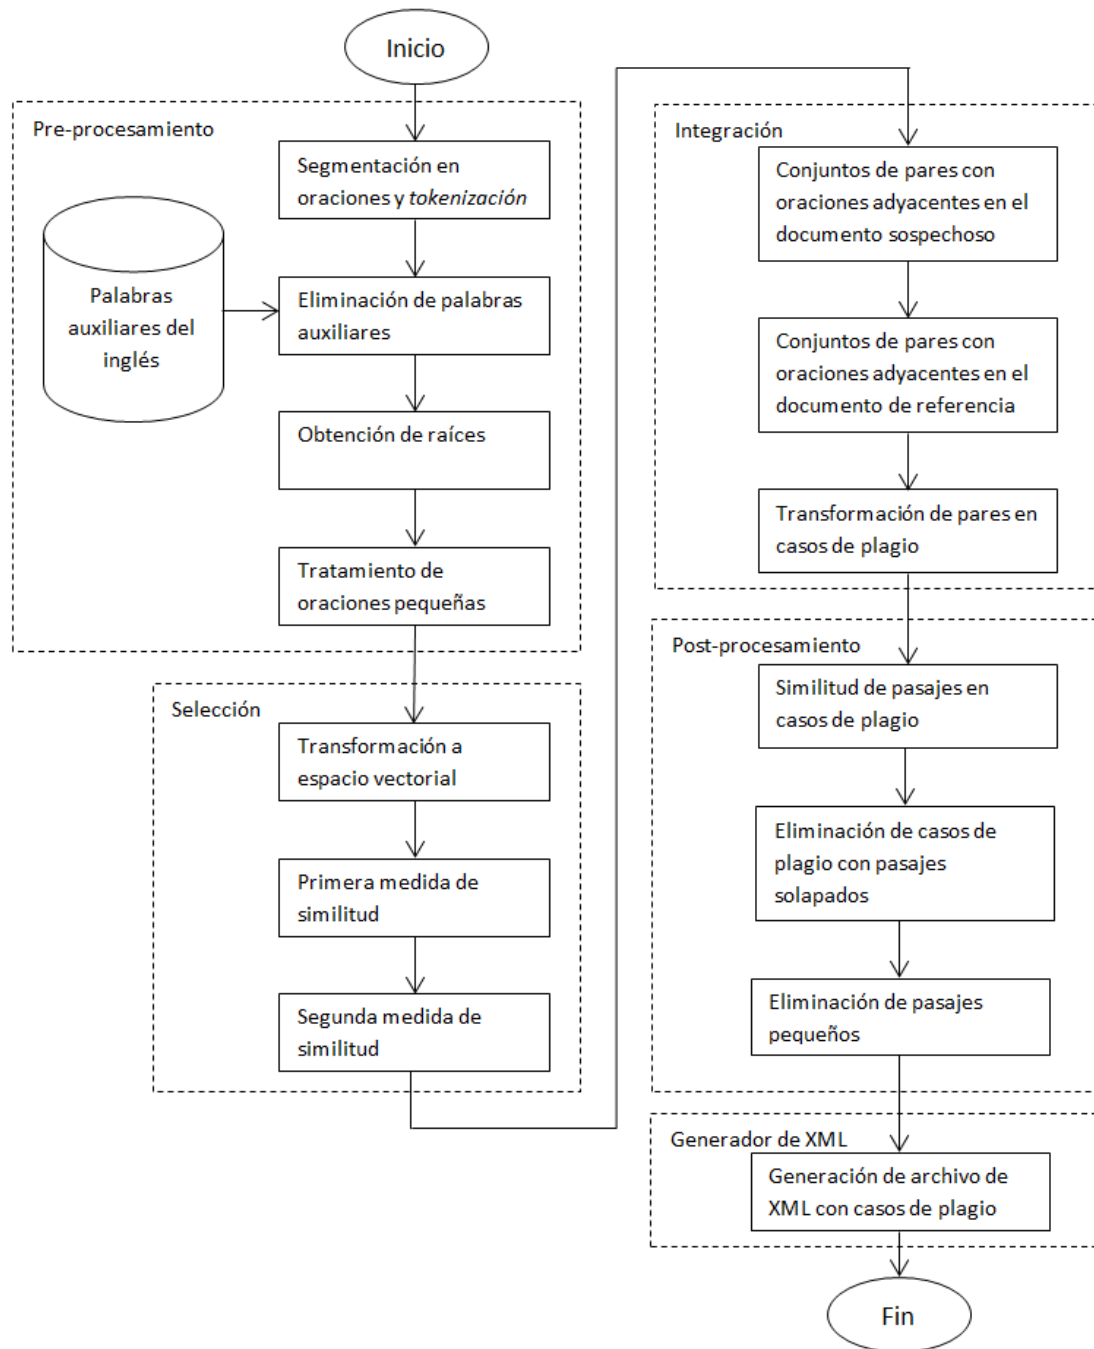 Inicio
Pre-procesamiento
Segmentación en
oraciones y tokenización
Palabras
auxiliares del
inglés
Eliminación de palabras
auxiliares
Obtención de raíces
Tratamiento de
oraciones pequeñas
Selección
Transformación a
espacio vectorial
Primera medida de
similitud
Segunda medida de
similitud
Integración
Conjuntos de pares con
oraciones adyacentes en el
documento sospechoso
Conjuntos de pares con
oraciones adyacentes en el
documento de referencia
Transformación de pares en
casos de plagio
Post-procesamiento
Similitud de pasajes en
casos de plagio
Eliminación de casos de
plagio con pasajes
solapados
Eliminación de pasajes
pequeños
Generador de XML
Generación de archivo de
XML con casos de plagio
Fin